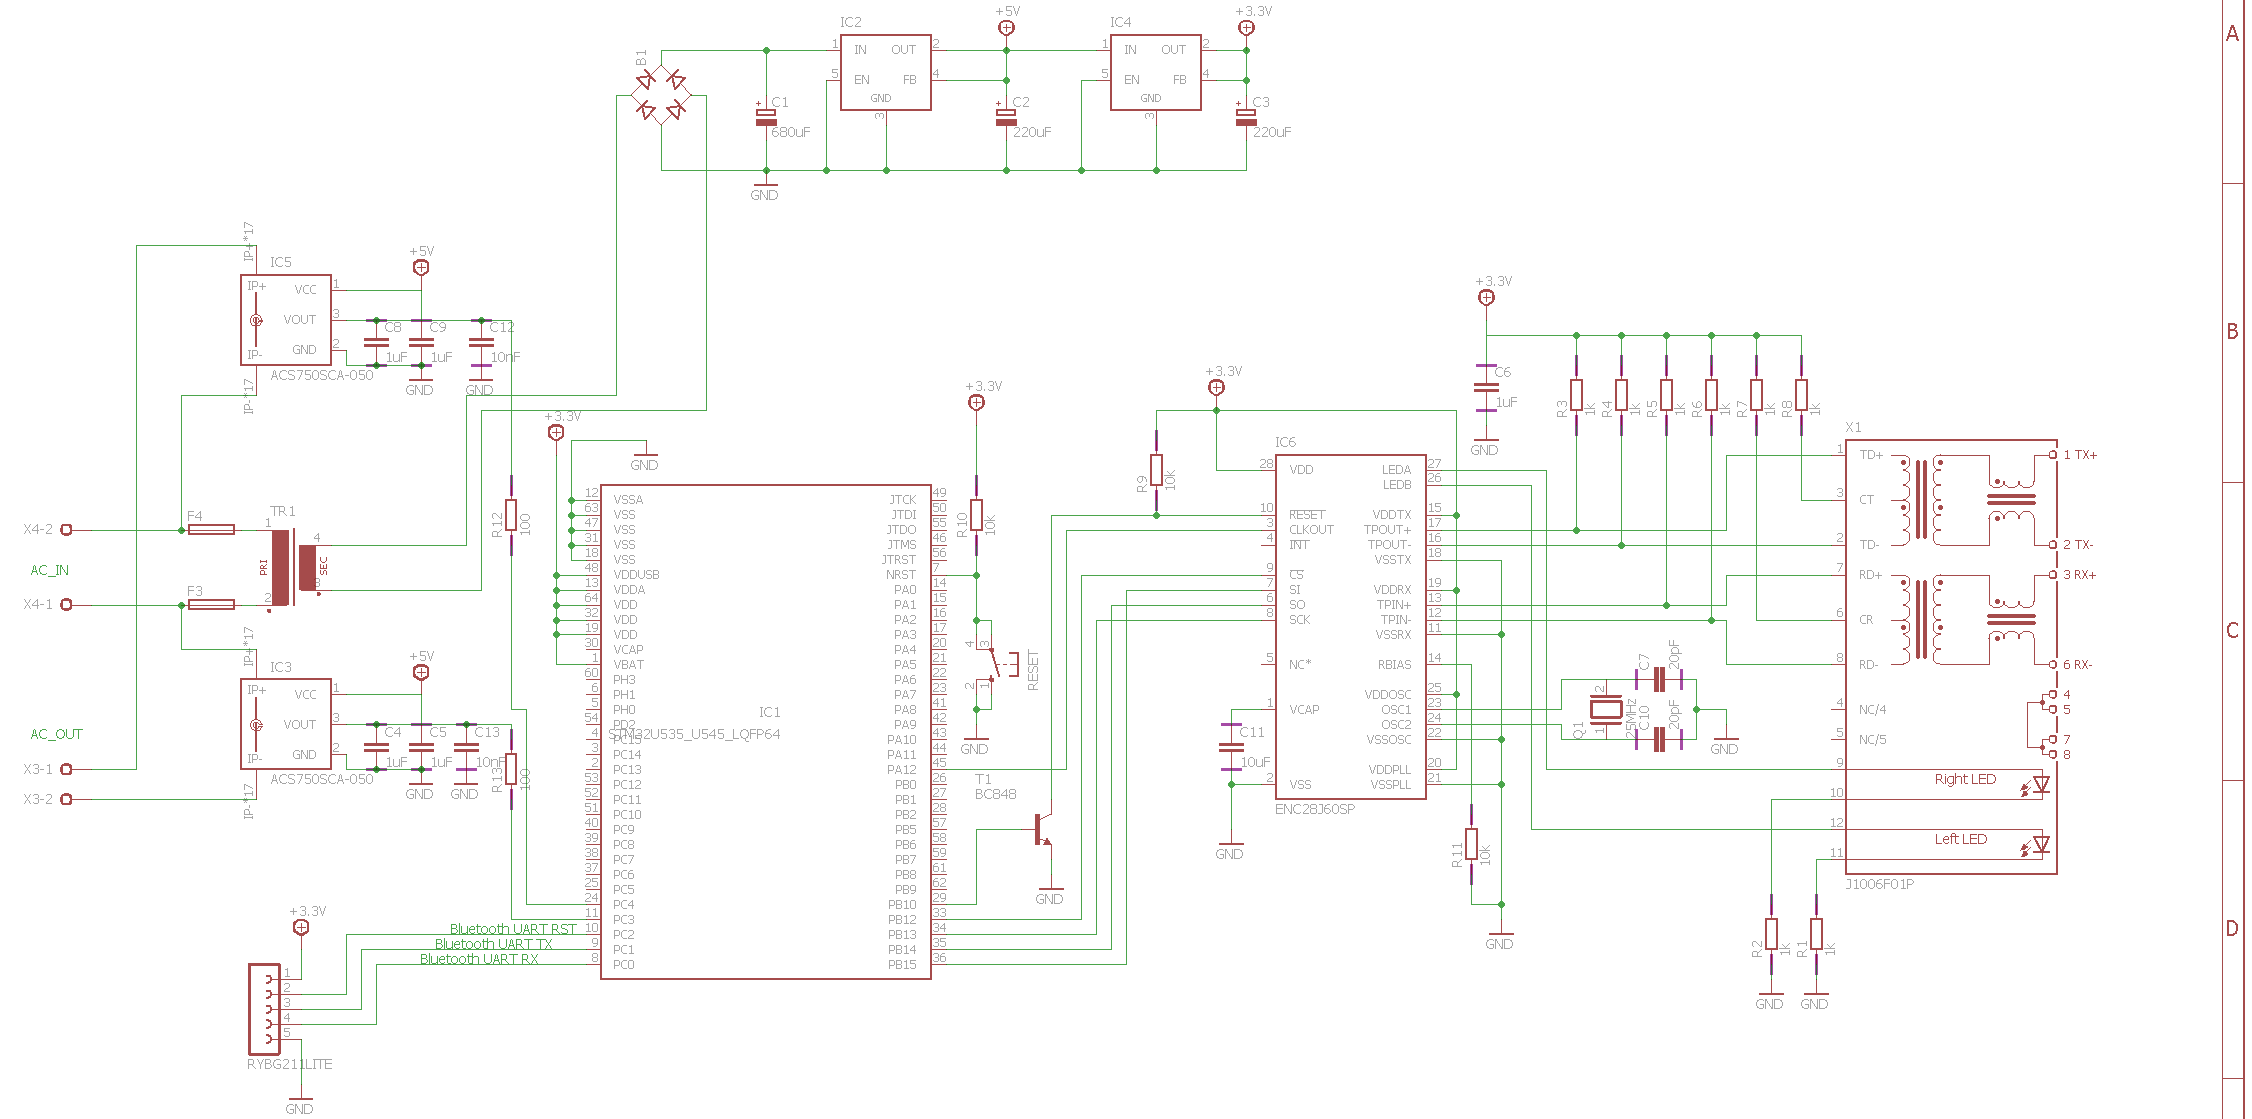 A
B
C
D
B1
C1
680uF
GND
IC2
1 IN OUT 2
5 EN FB 4
GND
3
+5V
C2
220uF
IC4
1 IN OUT 2
5 EN FB 4
GND
3
+3.3V
C3
220uF
IP+*17
IC5
IP+
VCC 1
VOUT 3
GND 2
IP-
ACS750SCA-050
IP-*17
+5V
C8
1uF
C9
1uF
C12
10nF
GND
GND
X4-2
AC_IN
X4-1
AC_OUT
X3-1
X3-2
F4
F3
TR1
1
2
PRI
SEC
4
IP+*17
IC3
IP+
VCC 1
VOUT 3
GND 2
IP-
ACS750SCA-050
IP-*17
+5V
C4
1uF
C5
1uF
C13
10nF
GND
GND
R12
100
R13
100
+3.3V
1
2
3
4
5
RYBG211LITE
GND
Bluetooth UART RST
Bluetooth UART TX
Bluetooth UART RX
+3.3V
GND
12 VSSA
63 VSS
47 VSS
31 VSS
18 VSS
48 VDDUSB
13 VDDA
64 VDD
32 VDD
19 VDD
30 VCAP
1 VBAT
60 PH3
6 PH1
5 PH0
54 PD2
4 PC15
3 PC14
2 PC13
53 PC12
52 PC11
51 PC10
40 PC9
39 PC8
38 PC7
37 PC6
25 PC5
24 PC4
11 PC3
10 PC2
9 PC1
8 PC0
IC1
STM32U535_U545_LQFP64
JTCK 49
JTDI 50
JTDO 55
JTMS 46
JTRST 56
NRST 7
PA0 14
PA1 15
PA2 16
PA3 17
PA4 20
PA5 21
PA6 22
PA7 23
PA8 41
PA9 42
PA10 43
PA11 44
PA12 45
PB0 26
PB1 27
PB2 28
PB5 57
PB6 58
PB7 59
PB8 61
PB9 62
PB10 29
PB12 33
PB13 34
PB14 35
PB15 36
+3.3V
R10
10k
4
3
2
1
RESET
GND
T1
BC848
GND
+3.3V
R9
10k
IC6
28 VDD
10 RESET
3 CLKOUT
4 INT
9 CS
7 SI
6 SO
8 SCK
5 NC*
1 VCAP
2 VSS
LEDA 27
LEDB 26
VDDTX 15
TPOUT+ 17
TPOUT- 16
VSSTX 18
VDDRX 19
TPIN+ 13
TPIN- 12
VSSRX 11
RBIAS 14
VDDOSC 25
OSC1 23
OSC2 24
VSSOSC 22
VDDPLL 20
VSSPLL 21
ENC28J60SP
C11
10uF
GND
R11
10k
GND
+3.3V
C6
1uF
GND
R3
1k
R4
1k
R5
1k
R6
1k
R7
1k
R8
1k
Q1
2
1
25MHz
C7
20pF
C10
20pF
GND
X1
1 TD+
3 CT
2 TD-
7 RD+
6 CR
8 RD-
4 NC/4
5 NC/5
9
10
12
11
1 TX+
2 TX-
3 RX+
6 RX-
4
5
7
8
Right LED
Left LED
J1006F01P
R2
1k
R1
1k
GND
GND